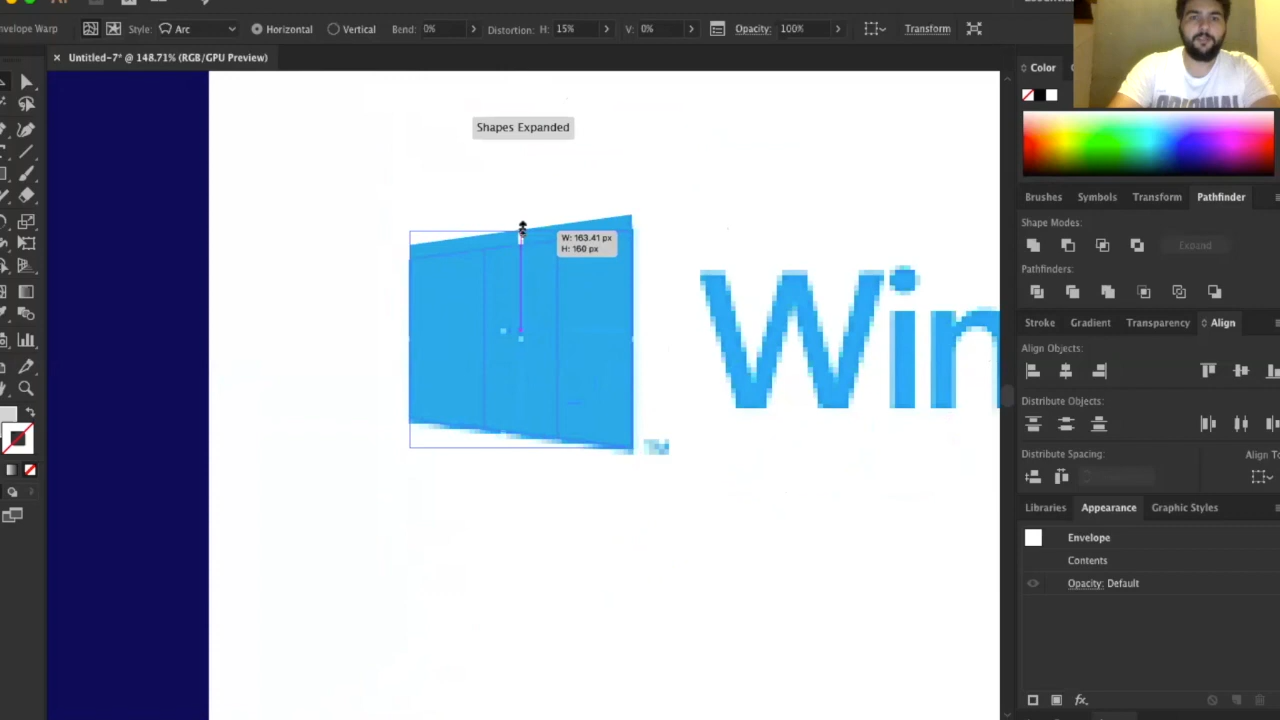 nvelope Warp
Style: Arc
Horizontal
Vertical
Bend: 0%
Distortion: H: 15%
V: 0%
Opacity: 100%
Transform
× Untitled-7* @ 148.71% (RGB/GPU Preview)
Color
ORIGINAL
Shapes Expanded
W: 163.41 px
H: 160 px
Win
Brushes Symbols Transform Pathfinder
Shape Modes:
Expand
Pathfinders:
Stroke Gradient Transparency Align
Align Objects:
Distribute Objects:
Distribute Spacing:
Align To
Libraries Appearance Graphic Styles
Envelope
Contents
Opacity: Default
fx